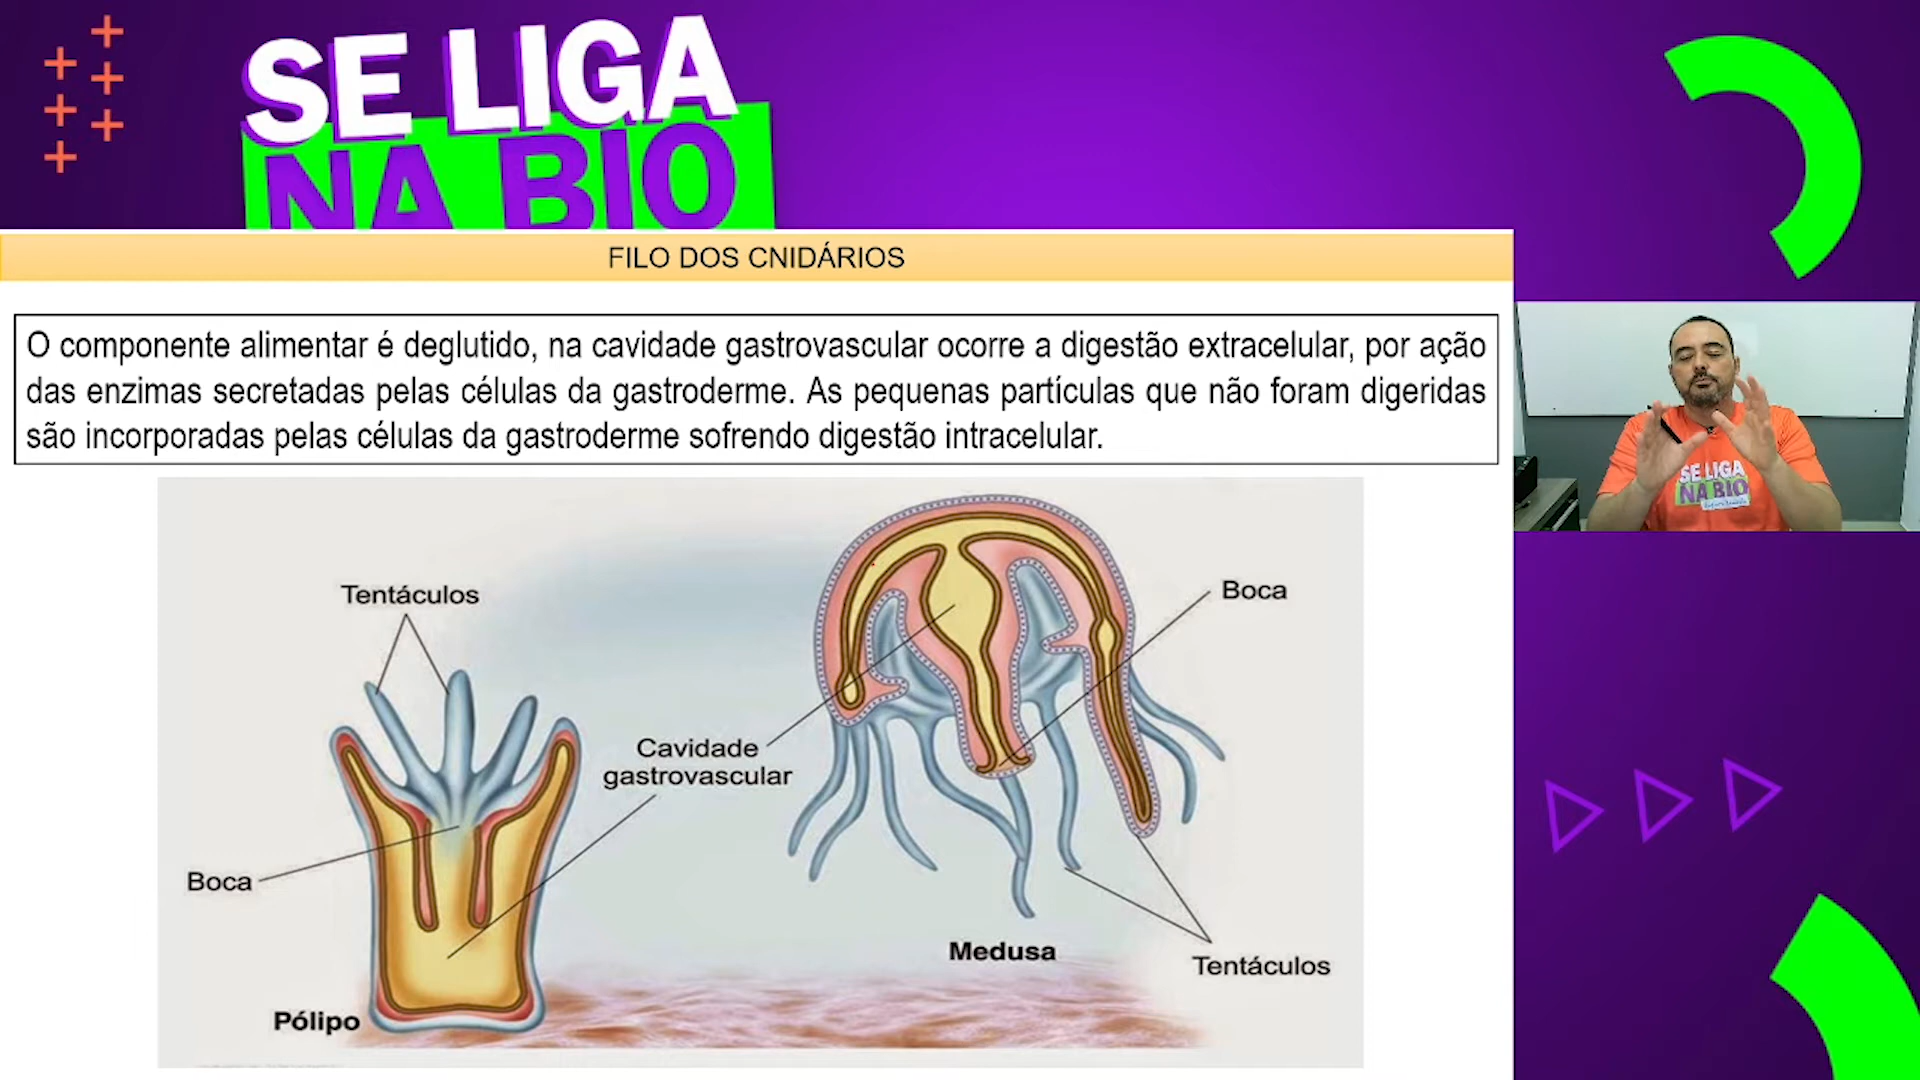 SE LIGA
NA BIO
FILO DOS CNIDÁRIOS
O componente alimentar é deglutido, na cavidade gastrovascular ocorre a digestão extracelular, por ação
das enzimas secretadas pelas células da gastroderme. As pequenas partículas que não foram digeridas
são incorporadas pelas células da gastroderme sofrendo digestão intracelular.
SE LIGA
NA BIO
Tentáculos
Boca
Cavidade
gastrovascular
Boca
Medusa
Tentáculos
Pólipo